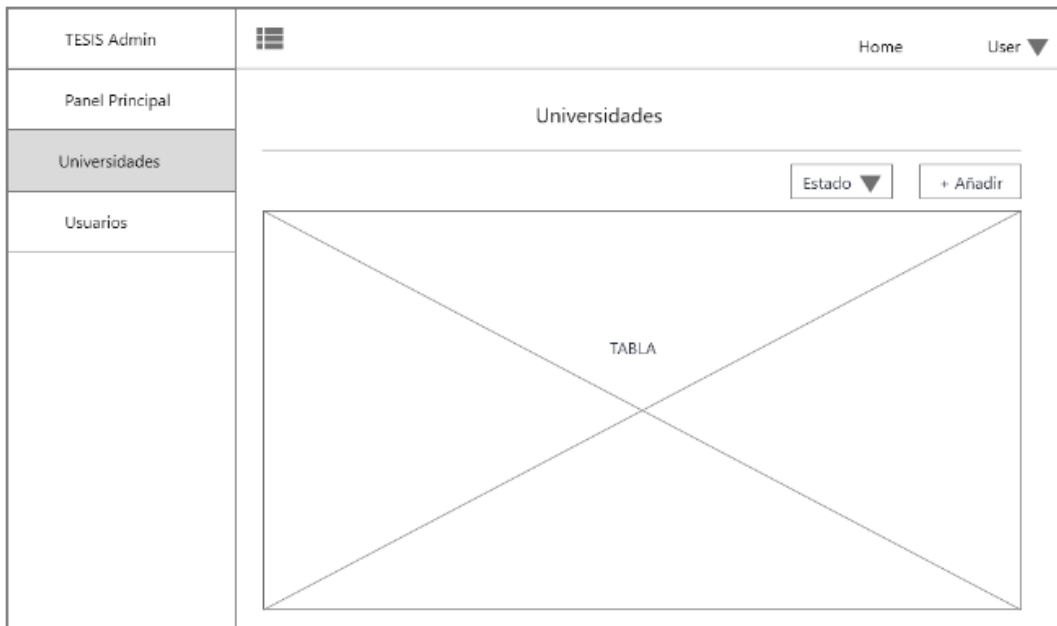 TESIS Admin
Home
User
Panel Principal
Universidades
Usuarios
Universidades
Estado
+ Añadir
TABLA